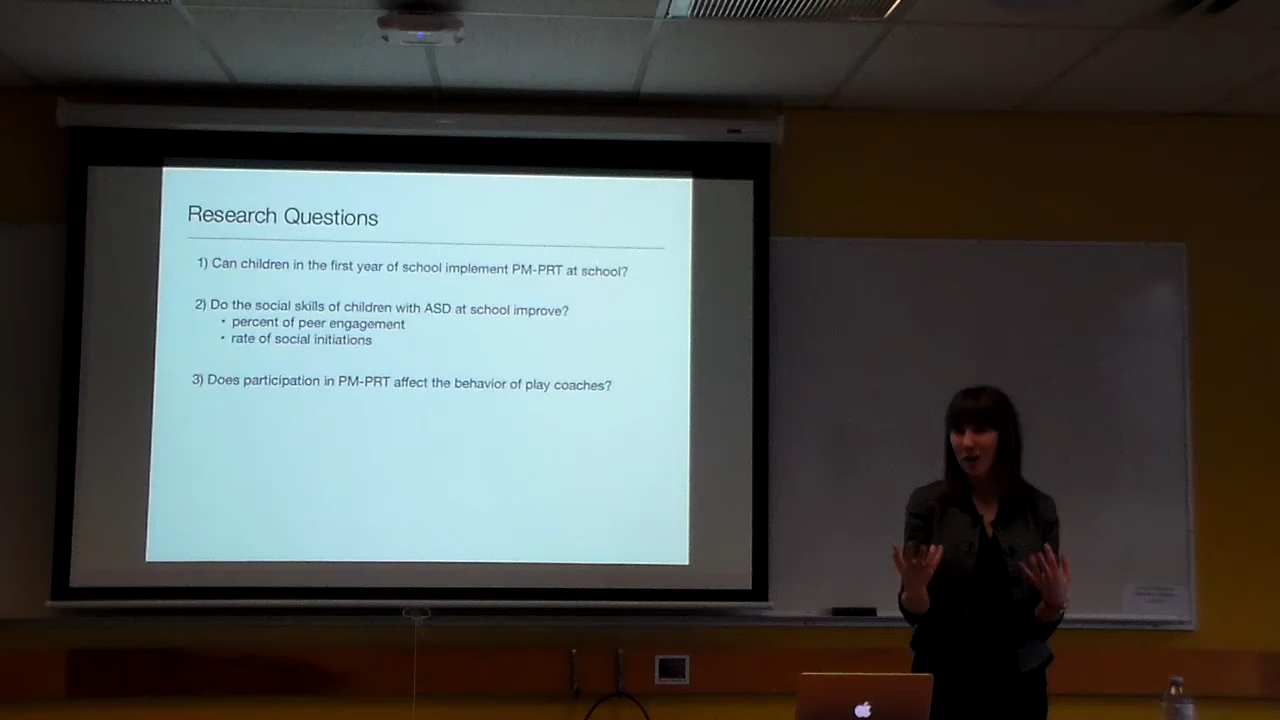 Research Questions
1) Can children in the first year of school implement PM-PRT at school?
2) Do the social skills of children with ASD at school improve?
• percent of peer engagement
• rate of social initiations
3) Does participation in PM-PRT affect the behavior of play coaches?